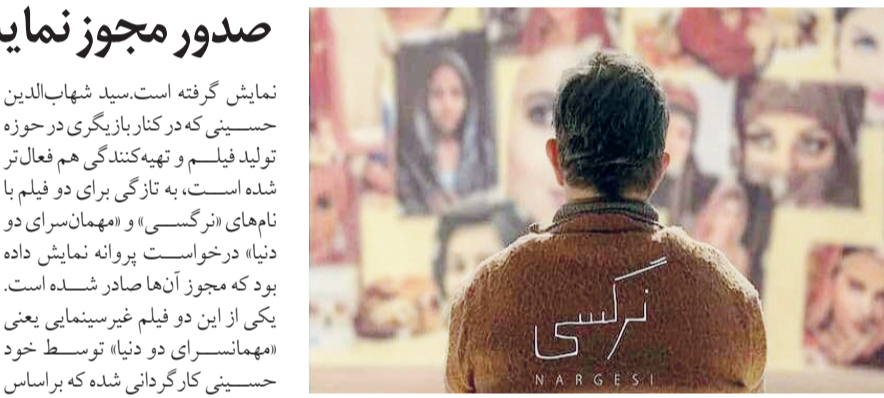 صدور مجوز
نمایش گرفته است.سید شهاب‌الدین
حسینی که در کنار بازیگری در حوزه
تولید فیلم و تهیه‌کنندگی هم فعال‌تر
شده است، به تازگی برای دو فیلم با
نام‌های «نرگسی» و «مهمان‌سرای دو
دنیا» درخواست پروانه نمایش داده
بود که مجوز آن‌ها صادر شده است.
یکی از این دو فیلم غیرسینمایی یعنی
«مهمانسرای دو دنیا» توسط خود
حسینی کارگردانی شده که براساس
نرگسی
NARGESI